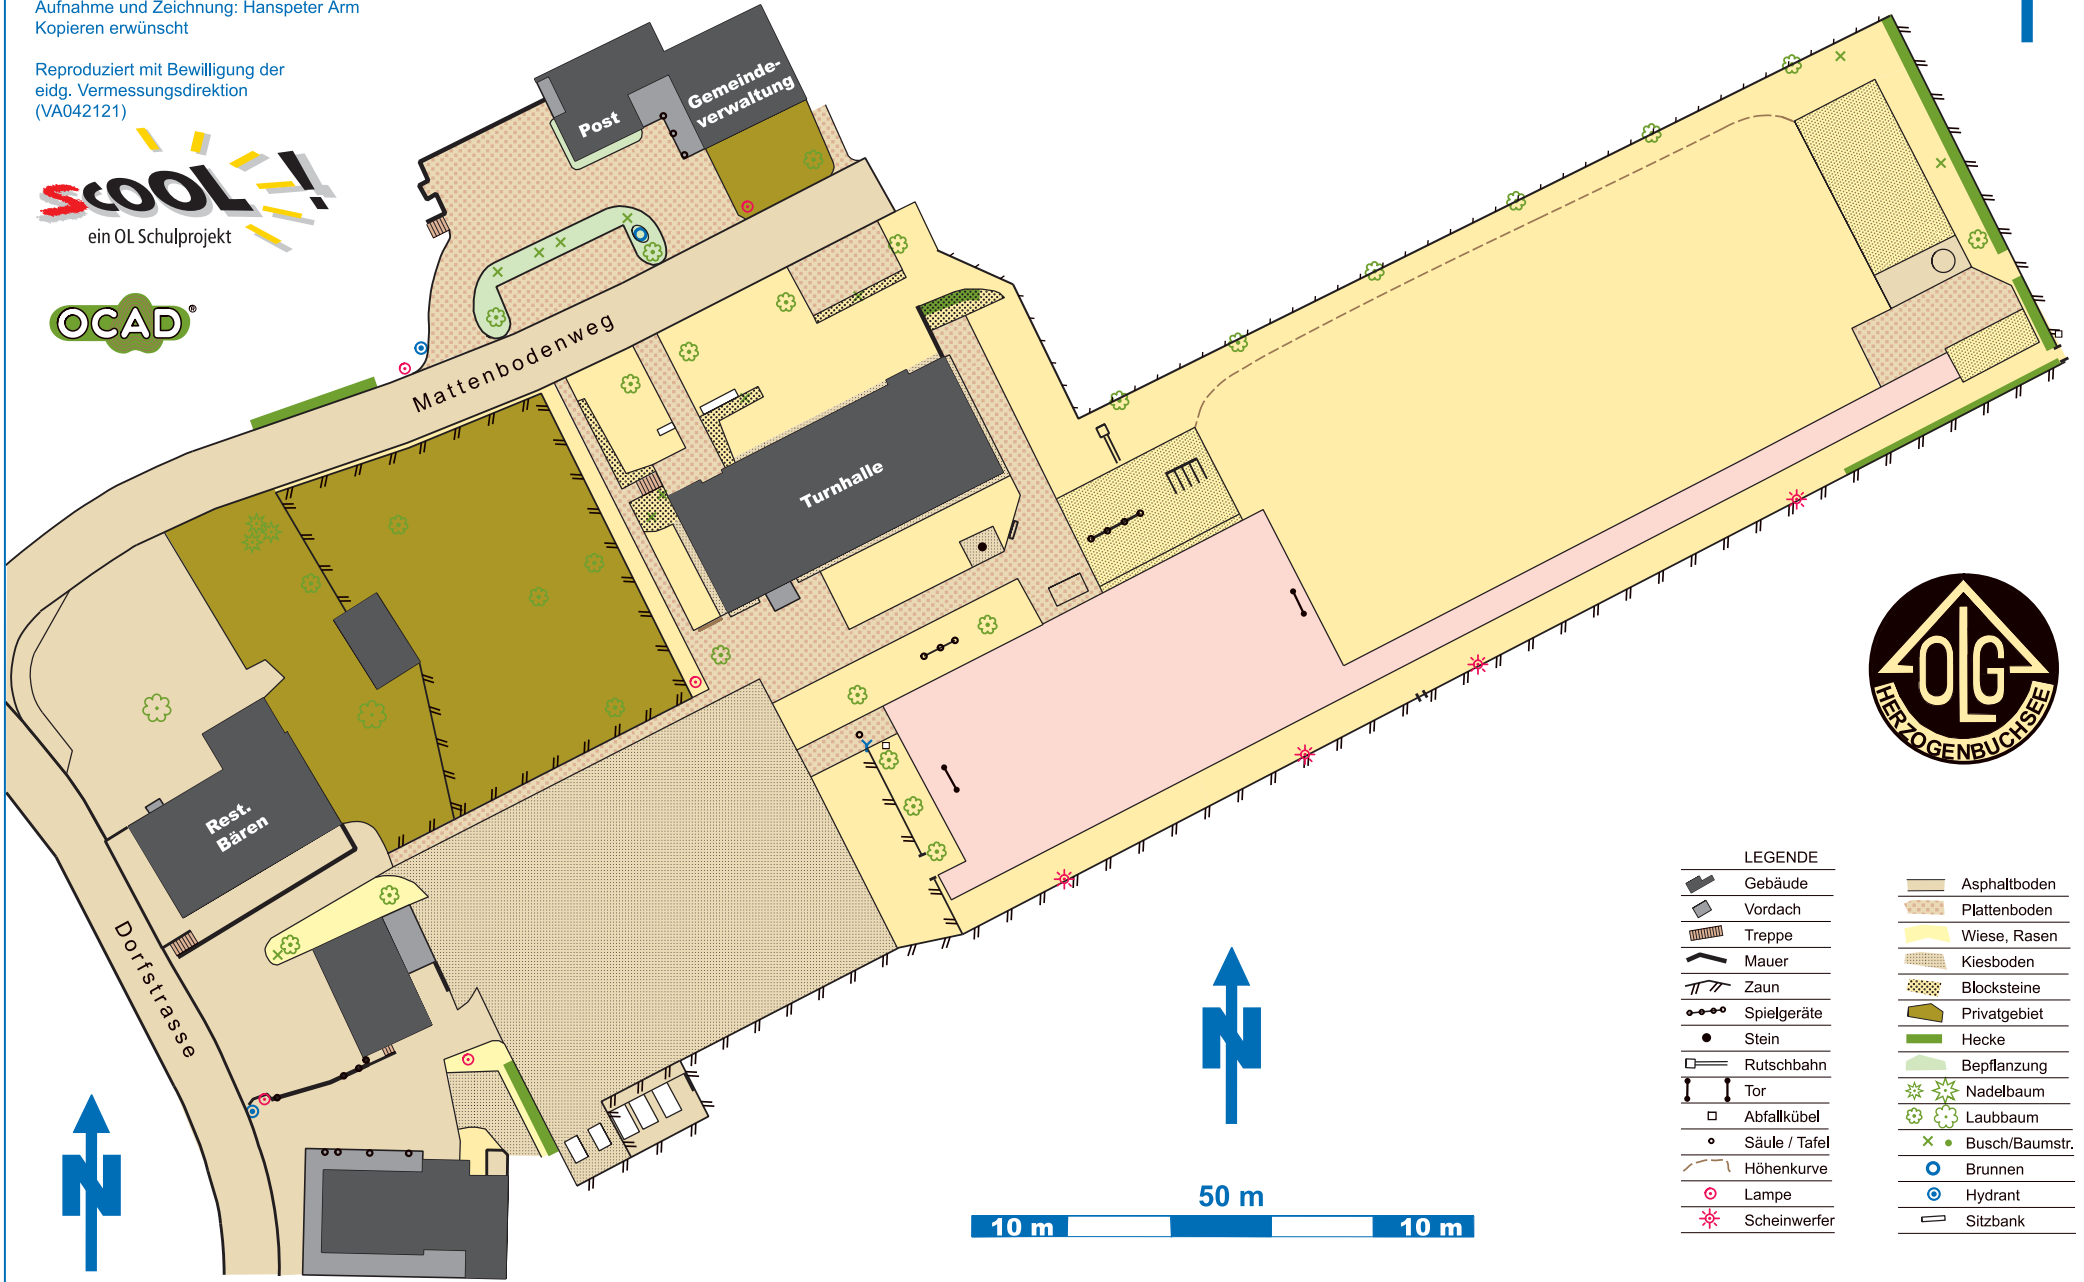 Aufnahme und Zeichnung: Hanspeter Arm
Kopieren erwünscht
Reproduziert mit Bewilligung der
eidg. Vermessungsdirektion
(VA042121)
sCOOL!
ein OL Schulprojekt
OCAD®
Post
Gemeinde-
verwaltung
Mattenbodenweg
Turnhalle
Rest.
Bären
Dorfstrasse
OLG
HERZOGENBUCHSEE
N
N
50 m
10 m
10 m
LEGENDE
Gebäude
Vordach
Treppe
Mauer
Zaun
Spielgeräte
Stein
Rutschbahn
Tor
Abfallkübel
Säule / Tafel
Höhenkurve
Lampe
Scheinwerfer
Asphaltboden
Plattenboden
Wiese, Rasen
Kiesboden
Blocksteine
Privatgebiet
Hecke
Bepflanzung
Nadelbaum
Laubbaum
Busch/Baumstr.
Brunnen
Hydrant
Sitzbank